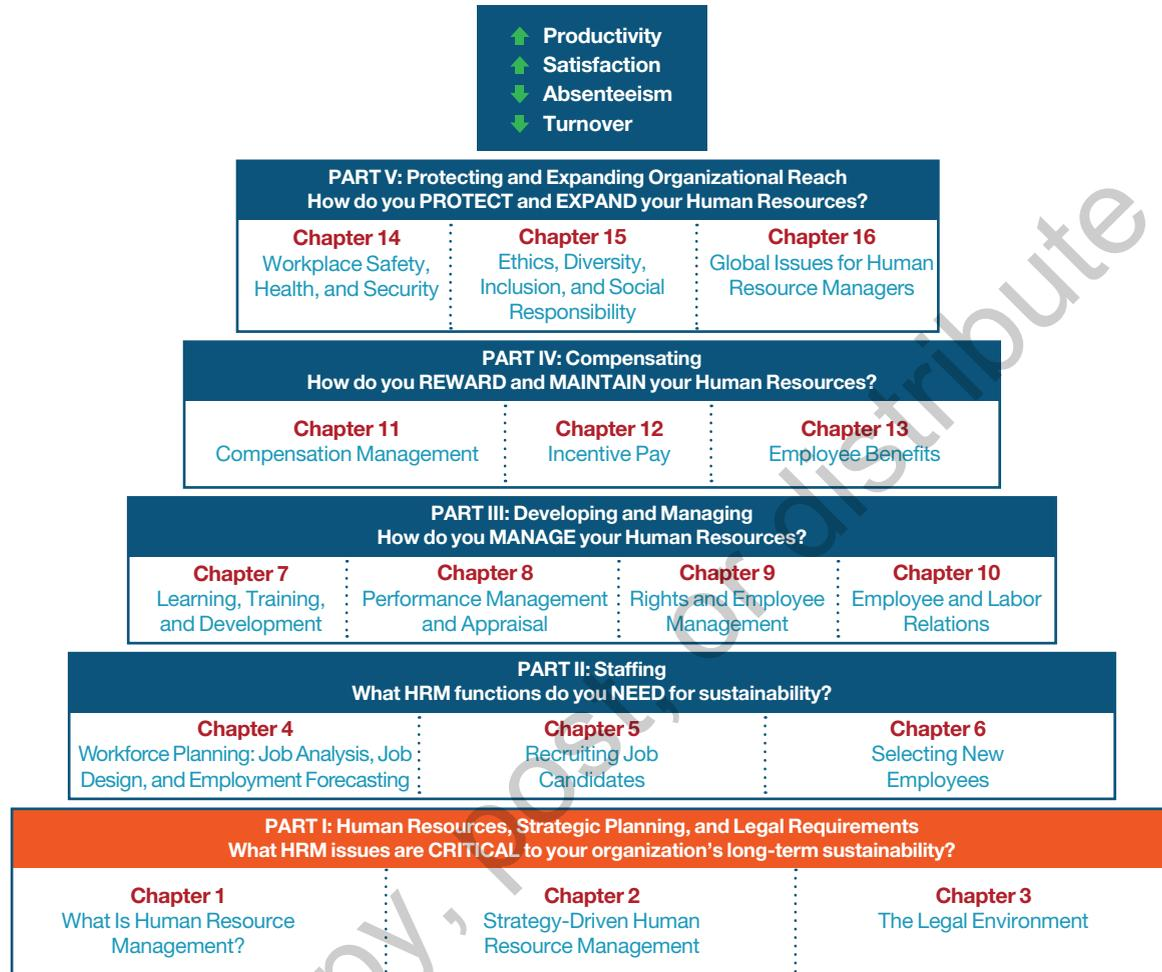 Productivity
Satisfaction
Absenteeism
Turnover
PART V: Protecting and Expanding Organizational Reach
How do you PROTECT and EXPAND your Human Resources?
Chapter 14
Workplace Safety,
Health, and Security
Chapter 15
Ethics, Diversity,
Inclusion, and Social
Responsibility
Chapter 16
Global Issues for Human
Resource Managers
PART IV: Compensating
How do you REWARD and MAINTAIN your Human Resources?
Chapter 11
Compensation Management
Chapter 12
Incentive Pay
Chapter 13
Employee Benefits
PART III: Developing and Managing
How do you MANAGE your Human Resources?
Chapter 7
Learning, Training,
and Development
Chapter 8
Performance Management
and Appraisal
Chapter 9
Rights and Employee
Management
Chapter 10
Employee and Labor
Relations
PART II: Staffing
What HRM functions do you NEED for sustainability?
Chapter 4
Workforce Planning: Job Analysis, Job
Design, and Employment Forecasting
Chapter 5
Recruiting Job
Candidates
Chapter 6
Selecting New
Employees
PART I: Human Resources, Strategic Planning, and Legal Requirements
What HRM issues are CRITICAL to your organization's long-term sustainability?
Chapter 1
What Is Human Resource
Management?
Chapter 2
Strategy-Driven Human
Resource Management
Chapter 3
The Legal Environment
post, or distribute